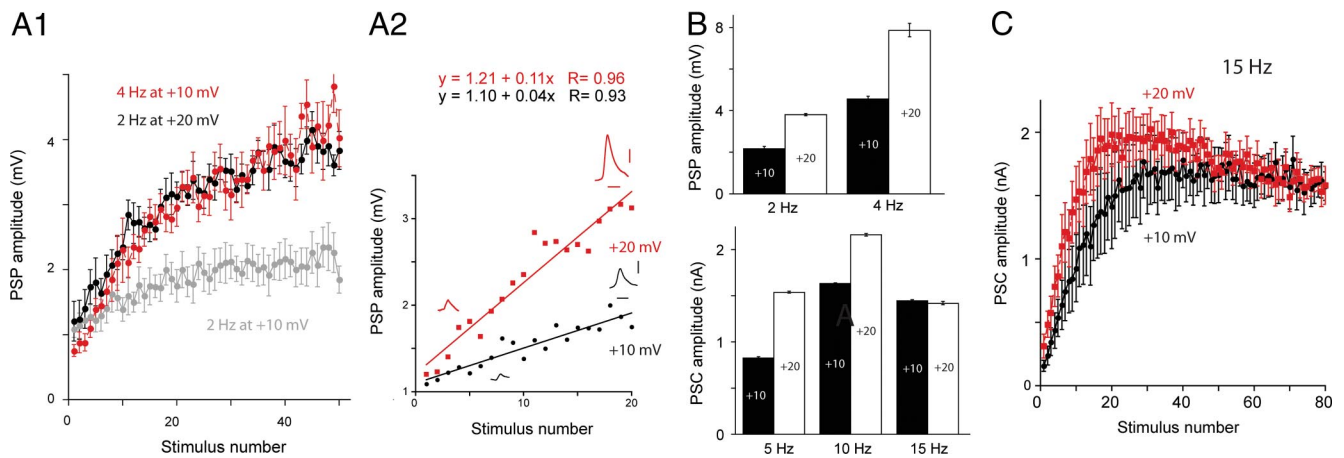 A1
4 Hz at +10 mV
2 Hz at +20 mV
2 Hz at +10 mV
PSP amplitude (mV)
4
2
0
0
20
40
Stimulus number
A2
y = 1.21 + 0.11x R= 0.96
y = 1.10 + 0.04x R= 0.93
PSP amplitude (mV)
3
2
1
+20 mV
+10 mV
0
10
20
Stimulus number
B
PSP amplitude (mV)
8
4
0
+10
+20
+10
+20
2 Hz
4 Hz
PSC amplitude (nA)
2
1
0
+10
+20
+10
A
+20
+10
+20
5 Hz
10 Hz
15 Hz
C
15 Hz
+20 mV
+10 mV
PSC amplitude (nA)
2
1
0
0
20
40
60
80
Stimulus number